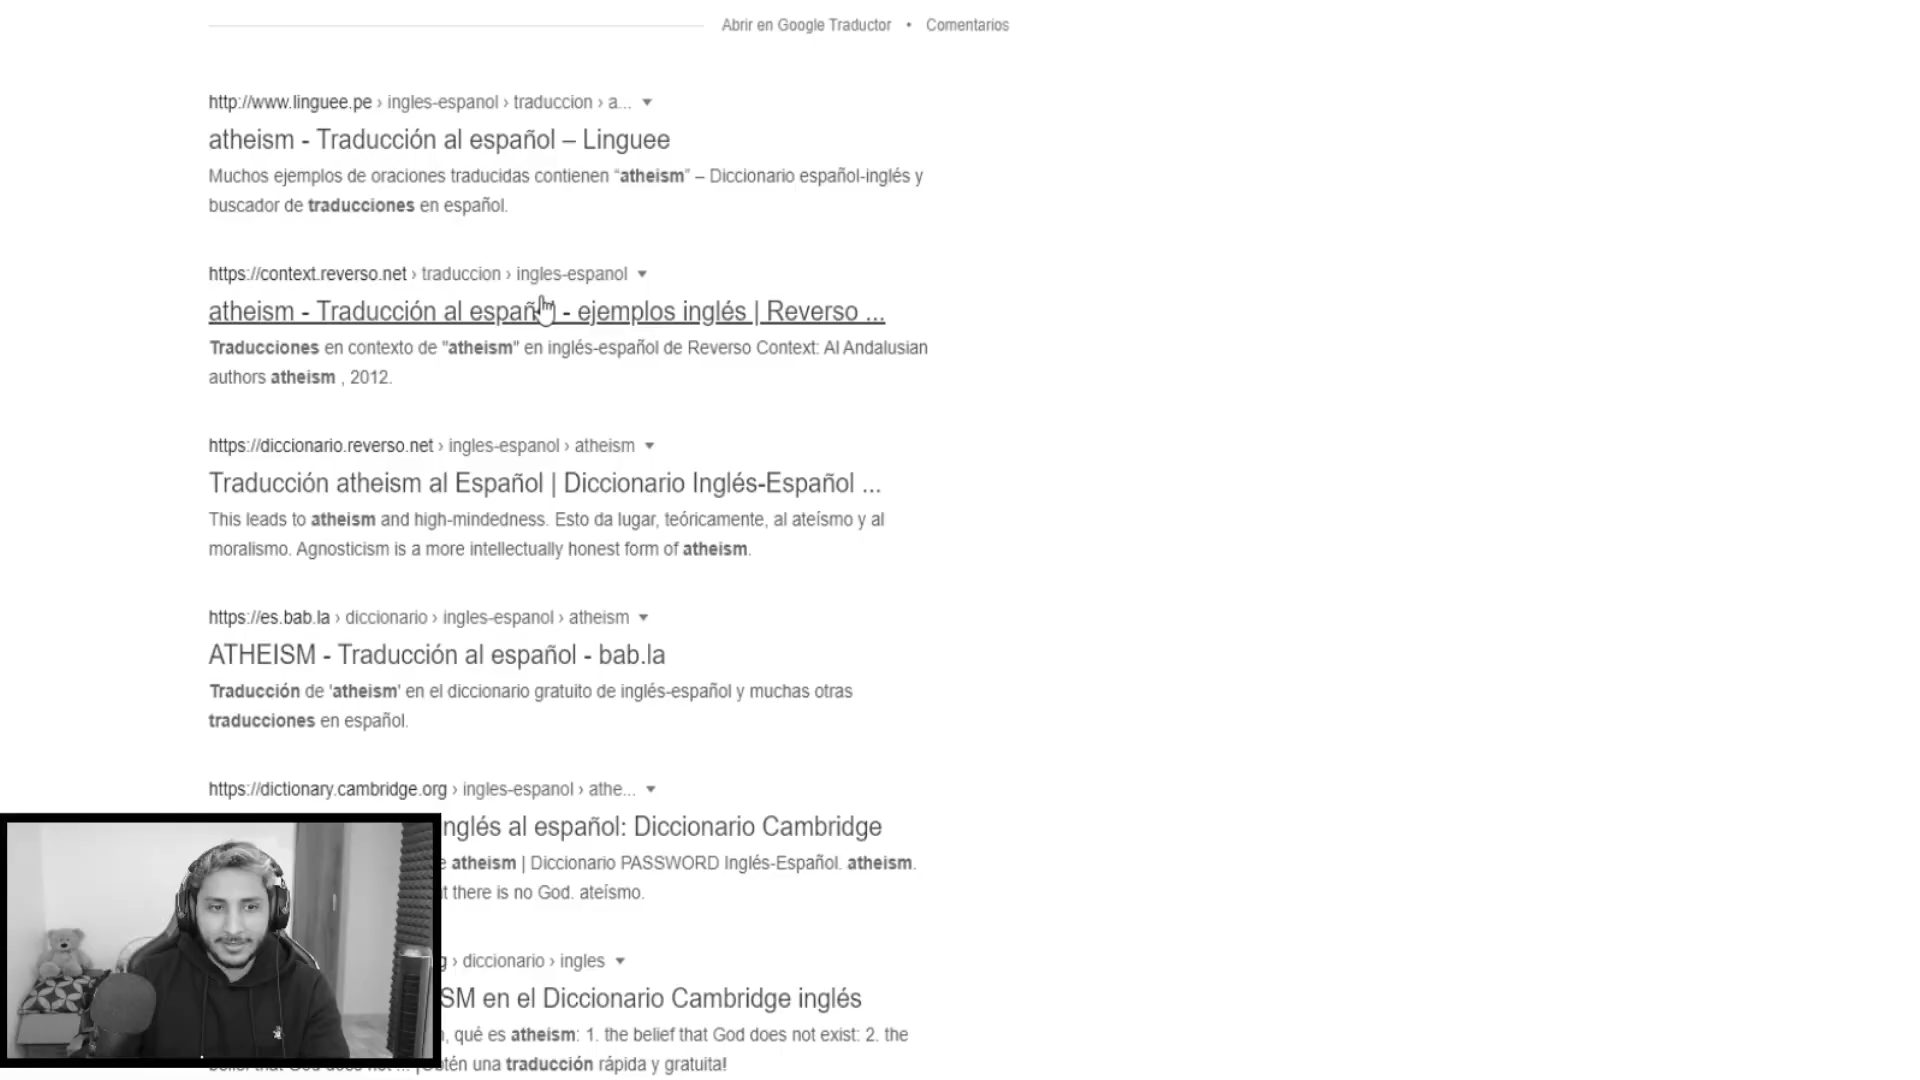 Abrir en Google Traductor • Comentarios
http://www.linguee.pe › ingles-espanol › traduccion › a...
atheism - Traducción al español – Linguee
Muchos ejemplos de oraciones traducidas contienen “atheism” – Diccionario español-inglés y
buscador de traducciones en español.
https://context.reverso.net › traduccion › ingles-espanol
atheism - Traducción al español - ejemplos inglés | Reverso ...
Traducciones en contexto de "atheism" en inglés-español de Reverso Context: Al Andalusian
authors atheism , 2012.
https://diccionario.reverso.net › ingles-espanol › atheism
Traducción atheism al Español | Diccionario Inglés-Español ...
This leads to atheism and high-mindedness. Esto da lugar, teóricamente, al ateísmo y al
moralismo. Agnosticism is a more intellectually honest form of atheism.
https://es.bab.la › diccionario › ingles-espanol › atheism
ATHEISM - Traducción al español - bab.la
Traducción de 'atheism' en el diccionario gratuito de inglés-español y muchas otras
traducciones en español.
https://dictionary.cambridge.org › ingles-espanol › athe...
nglés al español: Diccionario Cambridge
atheism | Diccionario PASSWORD Inglés-Español. atheism.
t there is no God. ateísmo.
g › diccionario › ingles
SM en el Diccionario Cambridge inglés
, qué es atheism: 1. the belief that God does not exist: 2. the
belief that God does not ... ¡Obtén una traducción rápida y gratuita!